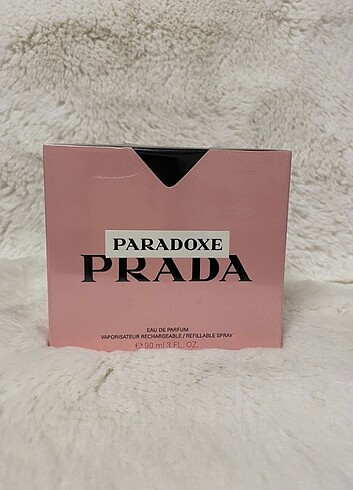 PARADOXE
PRADA
EAU DE PARFUM
VAPORISATEUR RECHARGEABLE / REFILLABLE SPRAY
℮ 90 ml 3 FL. OZ.